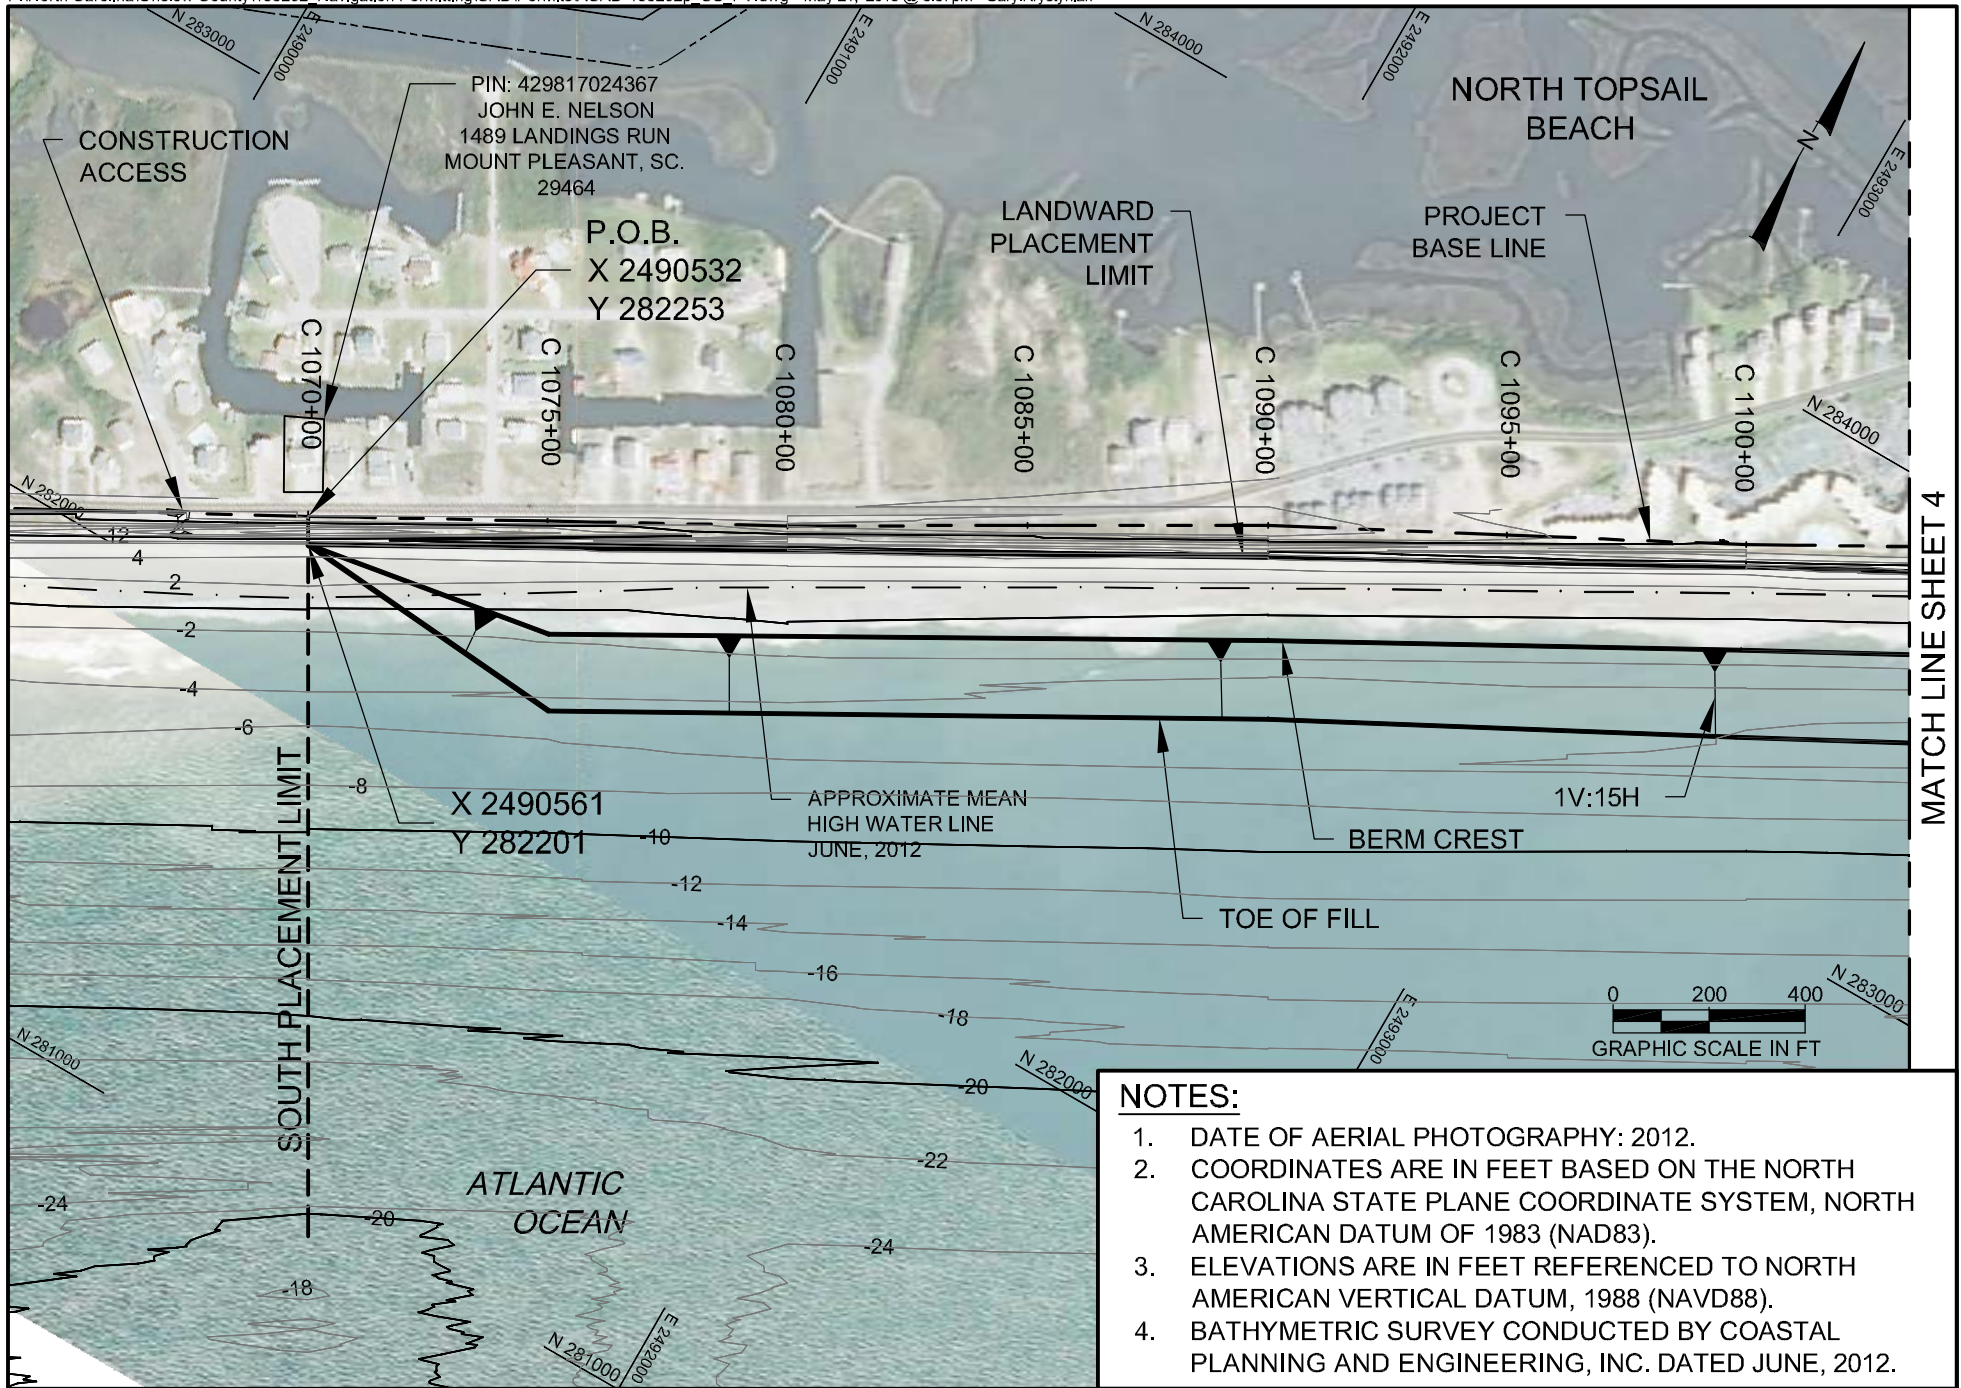 N 283000
E 2490000
E 2491000
N 284000
E 2492000
PIN: 429817024367
JOHN E. NELSON
1489 LANDINGS RUN
MOUNT PLEASANT, SC.
29464
CONSTRUCTION
ACCESS
NORTH TOPSAIL
BEACH
N
E 2493000
P.O.B.
X 2490532
Y 282253
LANDWARD
PLACEMENT
LIMIT
PROJECT
BASE LINE
C 1070+00
C 1075+00
C 1080+00
C 1085+00
C 1090+00
C 1095+00
C 1100+00
N 284000
N 282000
12
4
2
-2
-4
-6
-8
-10
-12
-14
-16
-18
-20
-22
-24
-24
-20
-18
MATCH LINE SHEET 4
SOUTH PLACEMENT LIMIT
X 2490561
Y 282201
APPROXIMATE MEAN
HIGH WATER LINE
JUNE, 2012
1V:15H
BERM CREST
TOE OF FILL
N 283000
0 200 400
GRAPHIC SCALE IN FT
E 2493000
N 282000
N 281000
ATLANTIC
OCEAN
N 281000
E 2492000
NOTES:
1. DATE OF AERIAL PHOTOGRAPHY: 2012.
2. COORDINATES ARE IN FEET BASED ON THE NORTH
CAROLINA STATE PLANE COORDINATE SYSTEM, NORTH
AMERICAN DATUM OF 1983 (NAD83).
3. ELEVATIONS ARE IN FEET REFERENCED TO NORTH
AMERICAN VERTICAL DATUM, 1988 (NAVD88).
4. BATHYMETRIC SURVEY CONDUCTED BY COASTAL
PLANNING AND ENGINEERING, INC. DATED JUNE, 2012.